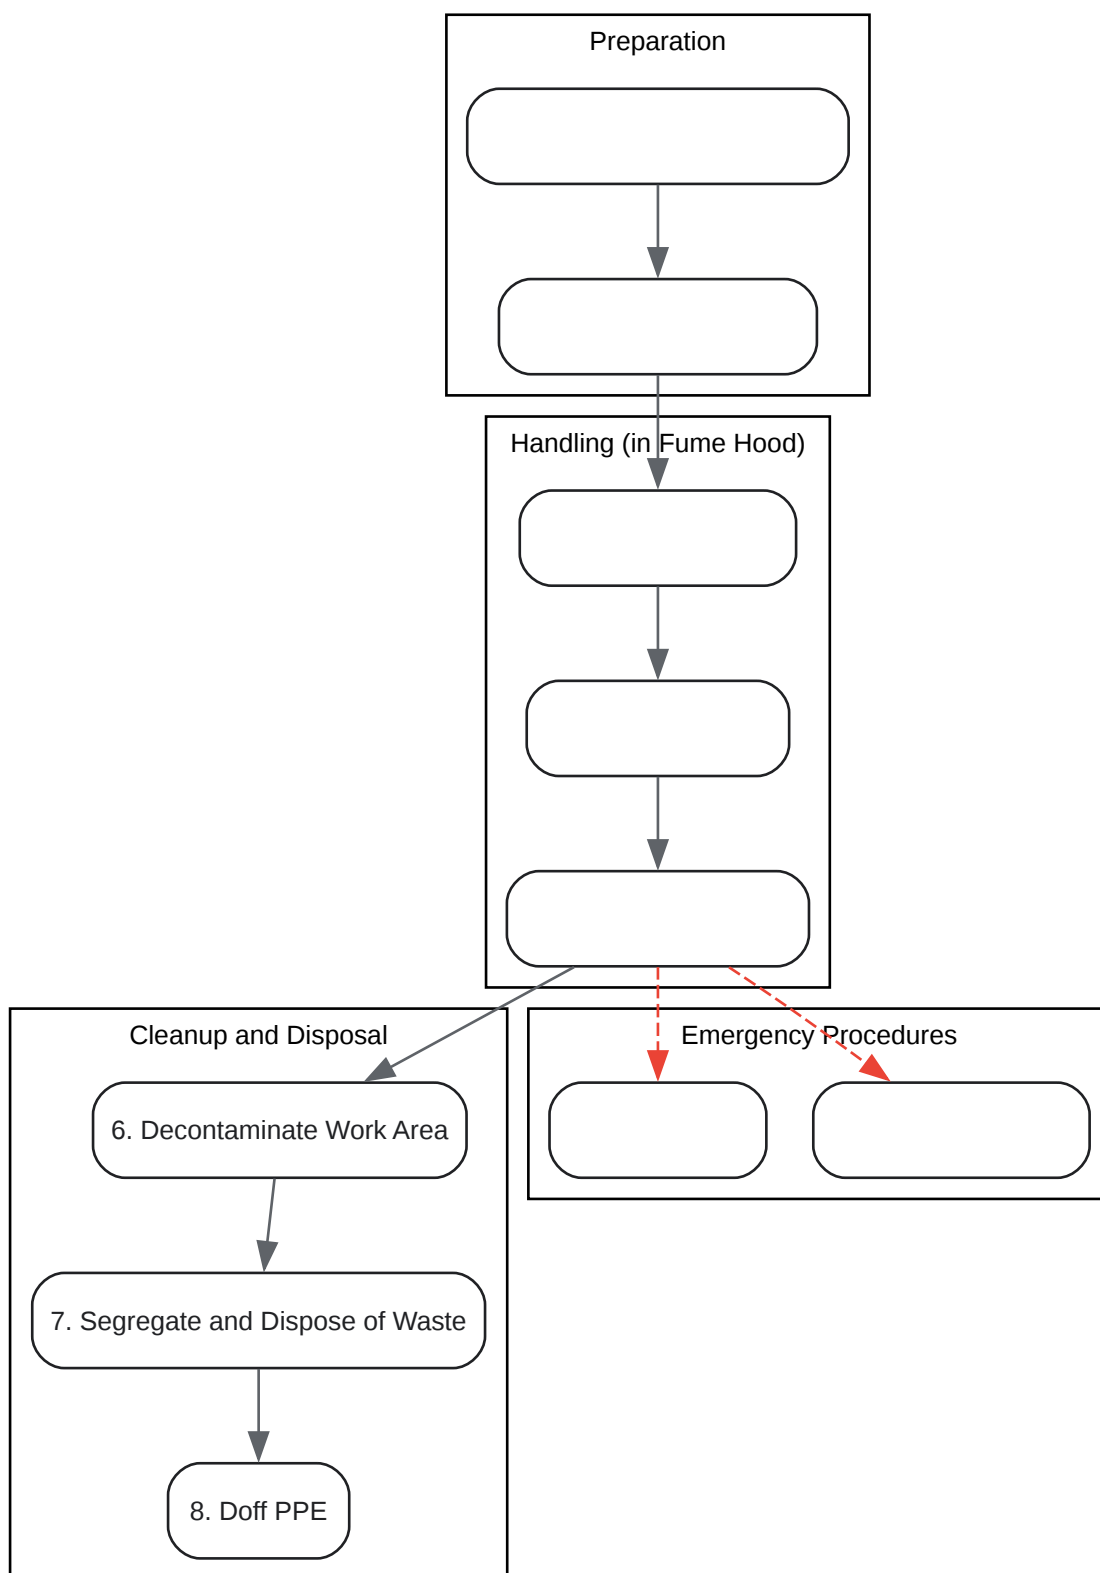 Preparation
Handling (in Fume Hood)
Cleanup and Disposal
Emergency Procedures
6. Decontaminate Work Area
7. Segregate and Dispose of Waste
8. Doff PPE